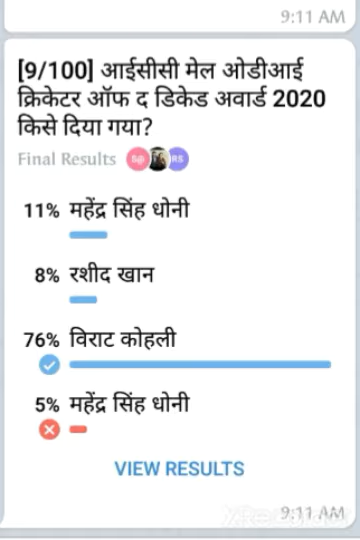 9:11 AM
[9/100] आईसीसी मेल ओडीआई
क्रिकेटर ऑफ द डिकेड अवार्ड 2020
किसे दिया गया?
Final Results
RS
11% महेंद्र सिंह धोनी
8% रशीद खान
76% विराट कोहली
5% महेंद्र सिंह धोनी
VIEW RESULTS
9:11 AM